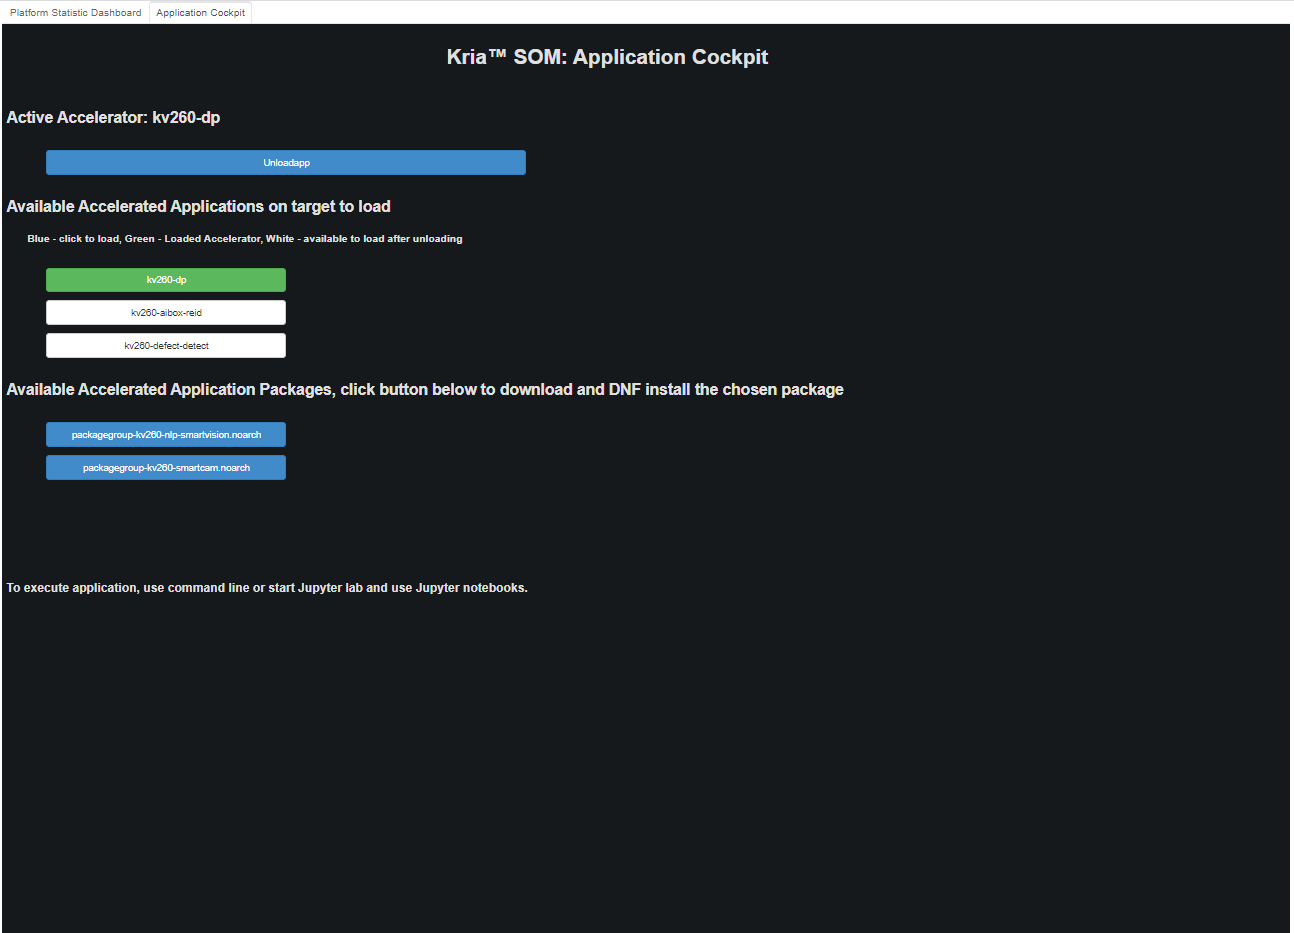 Platform Statistic Dashboard
Application Cockpit
Kria™ SOM: Application Cockpit
Active Accelerator: kv260-dp
Unloadapp
Available Accelerated Applications on target to load
Blue - click to load, Green - Loaded Accelerator, White - available to load after unloading
kv260-dp
kv260-aibox-reid
kv260-defect-detect
Available Accelerated Application Packages, click button below to download and DNF install the chosen package
packagegroup-kv260-nlp-smartvision.noarch
packagegroup-kv260-smartcam.noarch
To execute application, use command line or start Jupyter lab and use Jupyter notebooks.